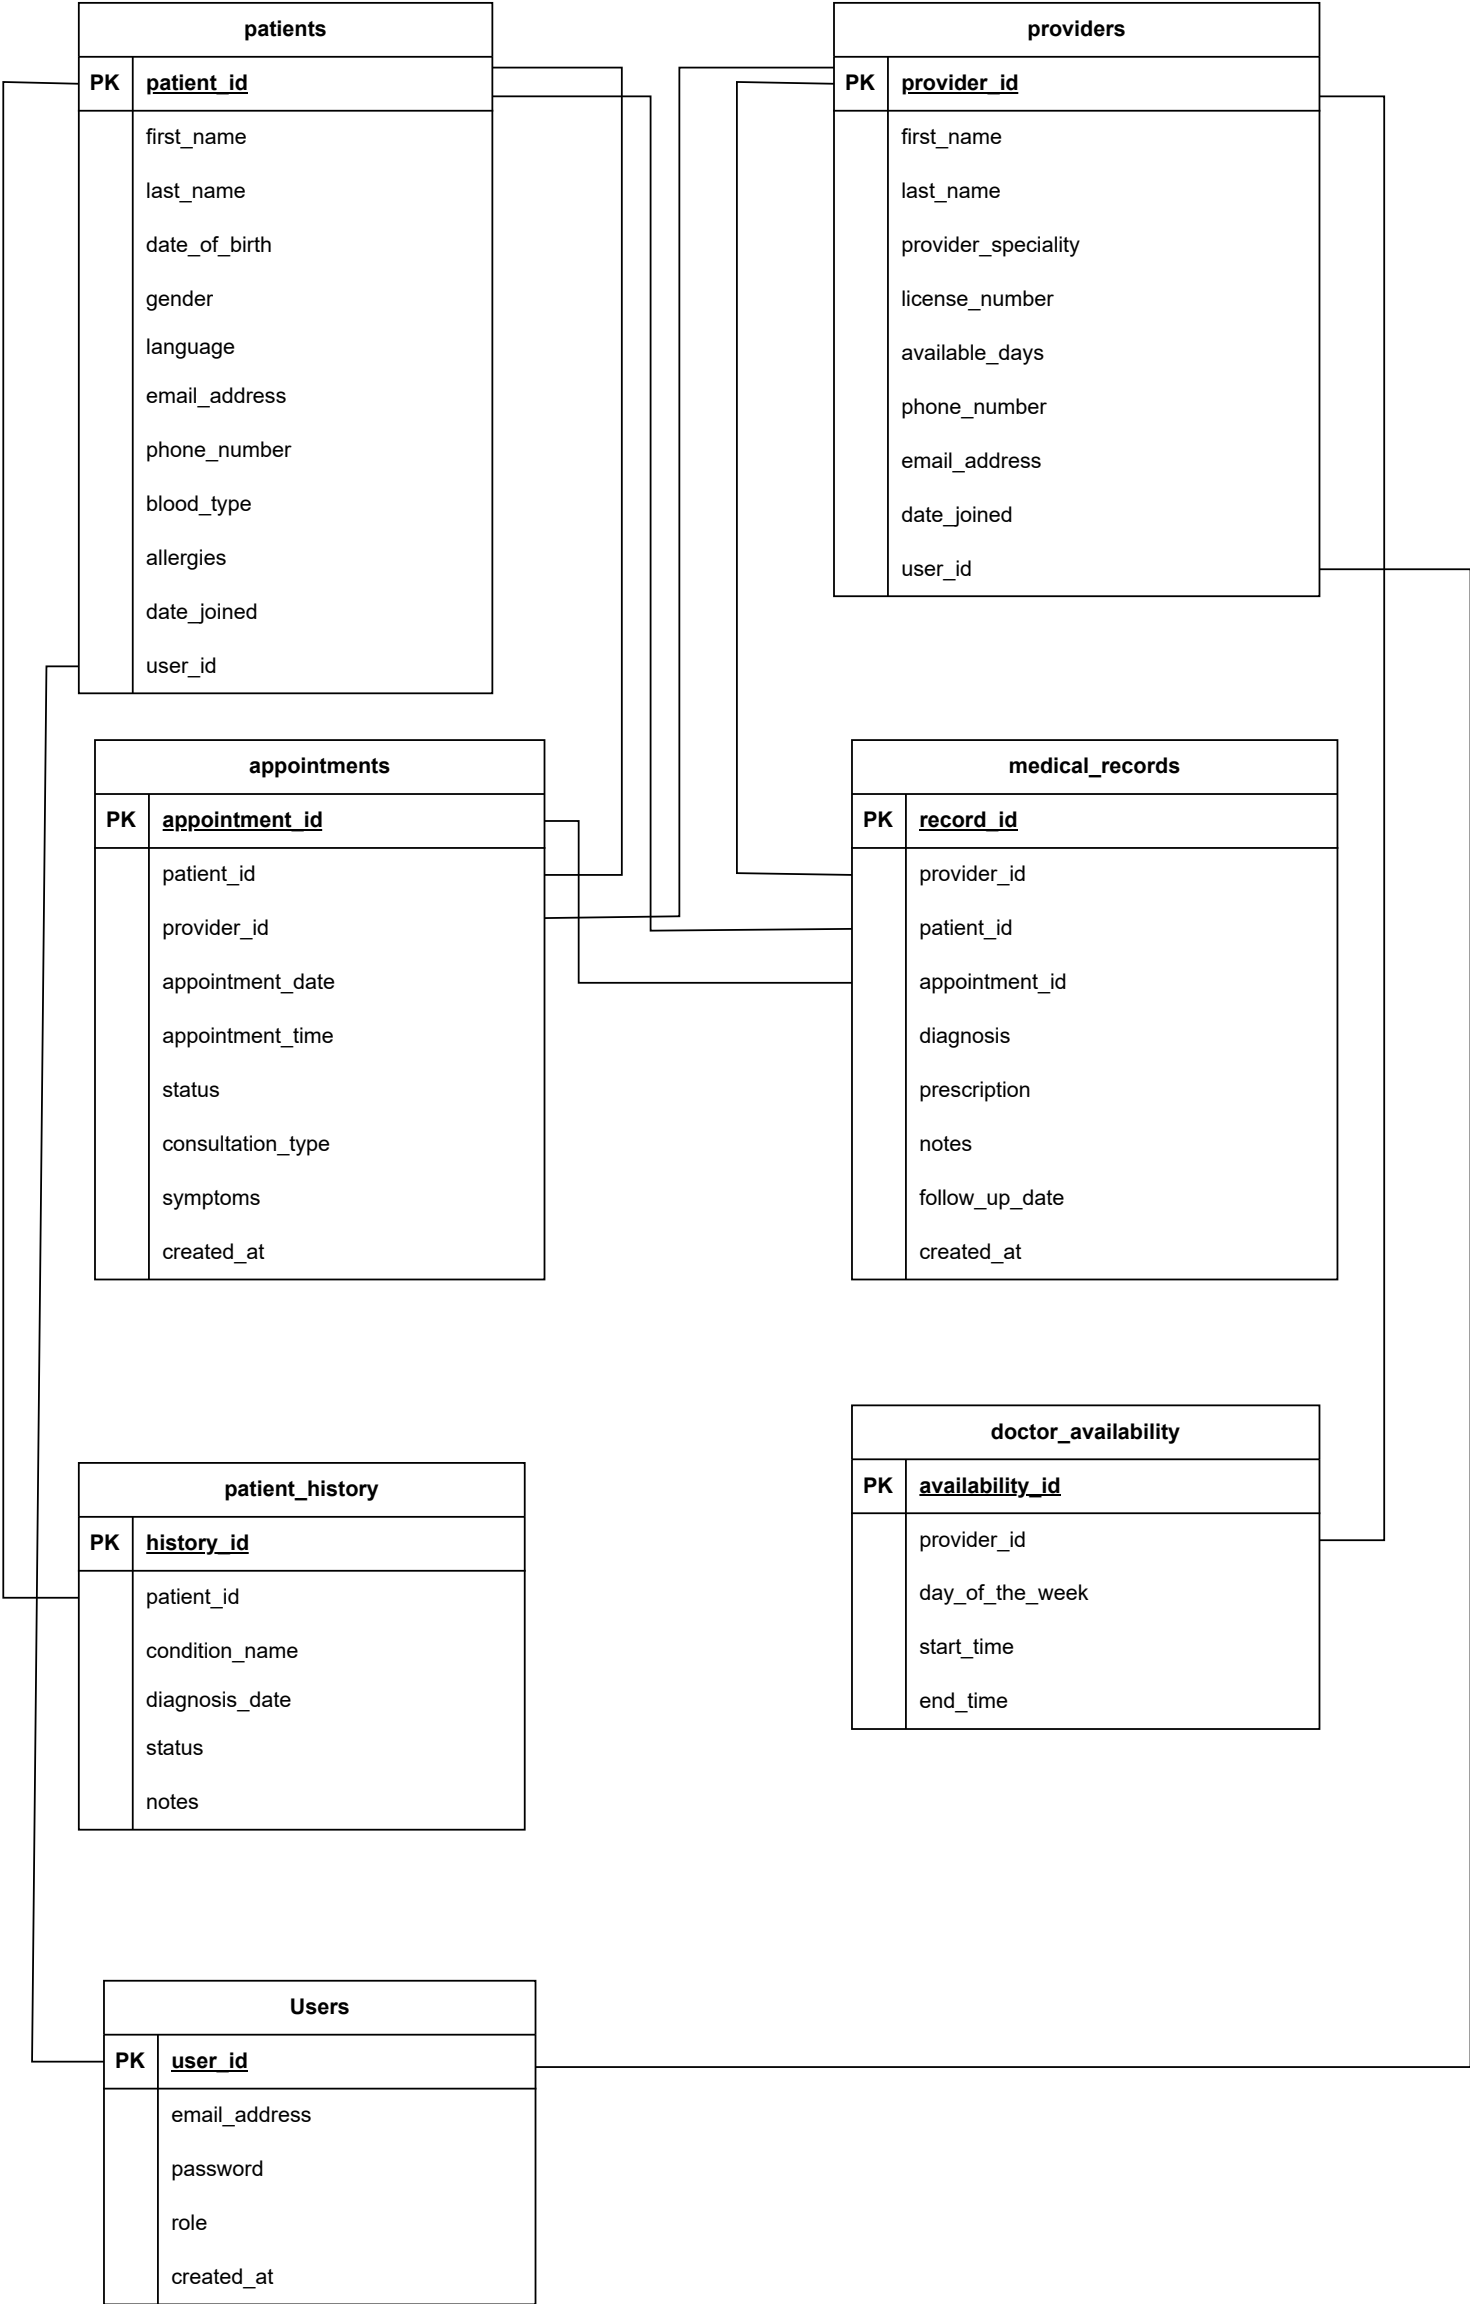 patients
PK patient_id
first_name
last_name
date_of_birth
gender
language
email_address
phone_number
blood_type
allergies
date_joined
user_id
providers
PK provider_id
first_name
last_name
provider_speciality
license_number
available_days
phone_number
email_address
date_joined
user_id
appointments
PK appointment_id
patient_id
provider_id
appointment_date
appointment_time
status
consultation_type
symptoms
created_at
medical_records
PK record_id
provider_id
patient_id
appointment_id
diagnosis
prescription
notes
follow_up_date
created_at
patient_history
PK history_id
patient_id
condition_name
diagnosis_date
status
notes
doctor_availability
PK availability_id
provider_id
day_of_the_week
start_time
end_time
Users
PK user_id
email_address
password
role
created_at